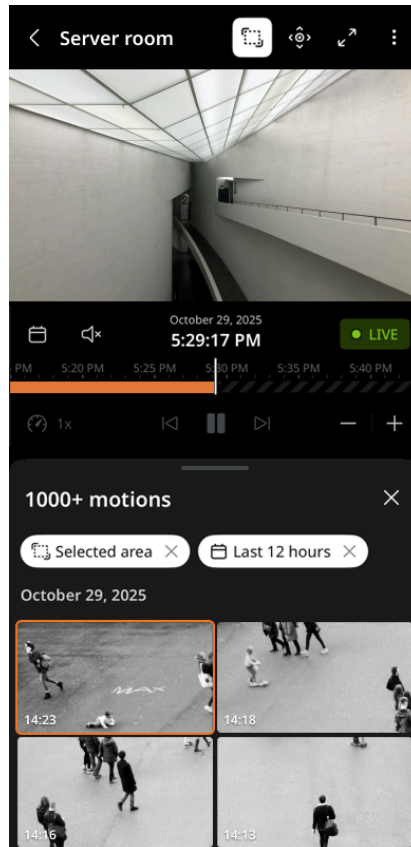 Server room
October 29, 2025
5:29:17 PM
LIVE
PM 5:20 PM 5:25 PM 5:30 PM 5:35 PM 5:40 PM
1x
1000+ motions
Selected area
Last 12 hours
October 29, 2025
MAX
14:23
14:18
14:16
14:13